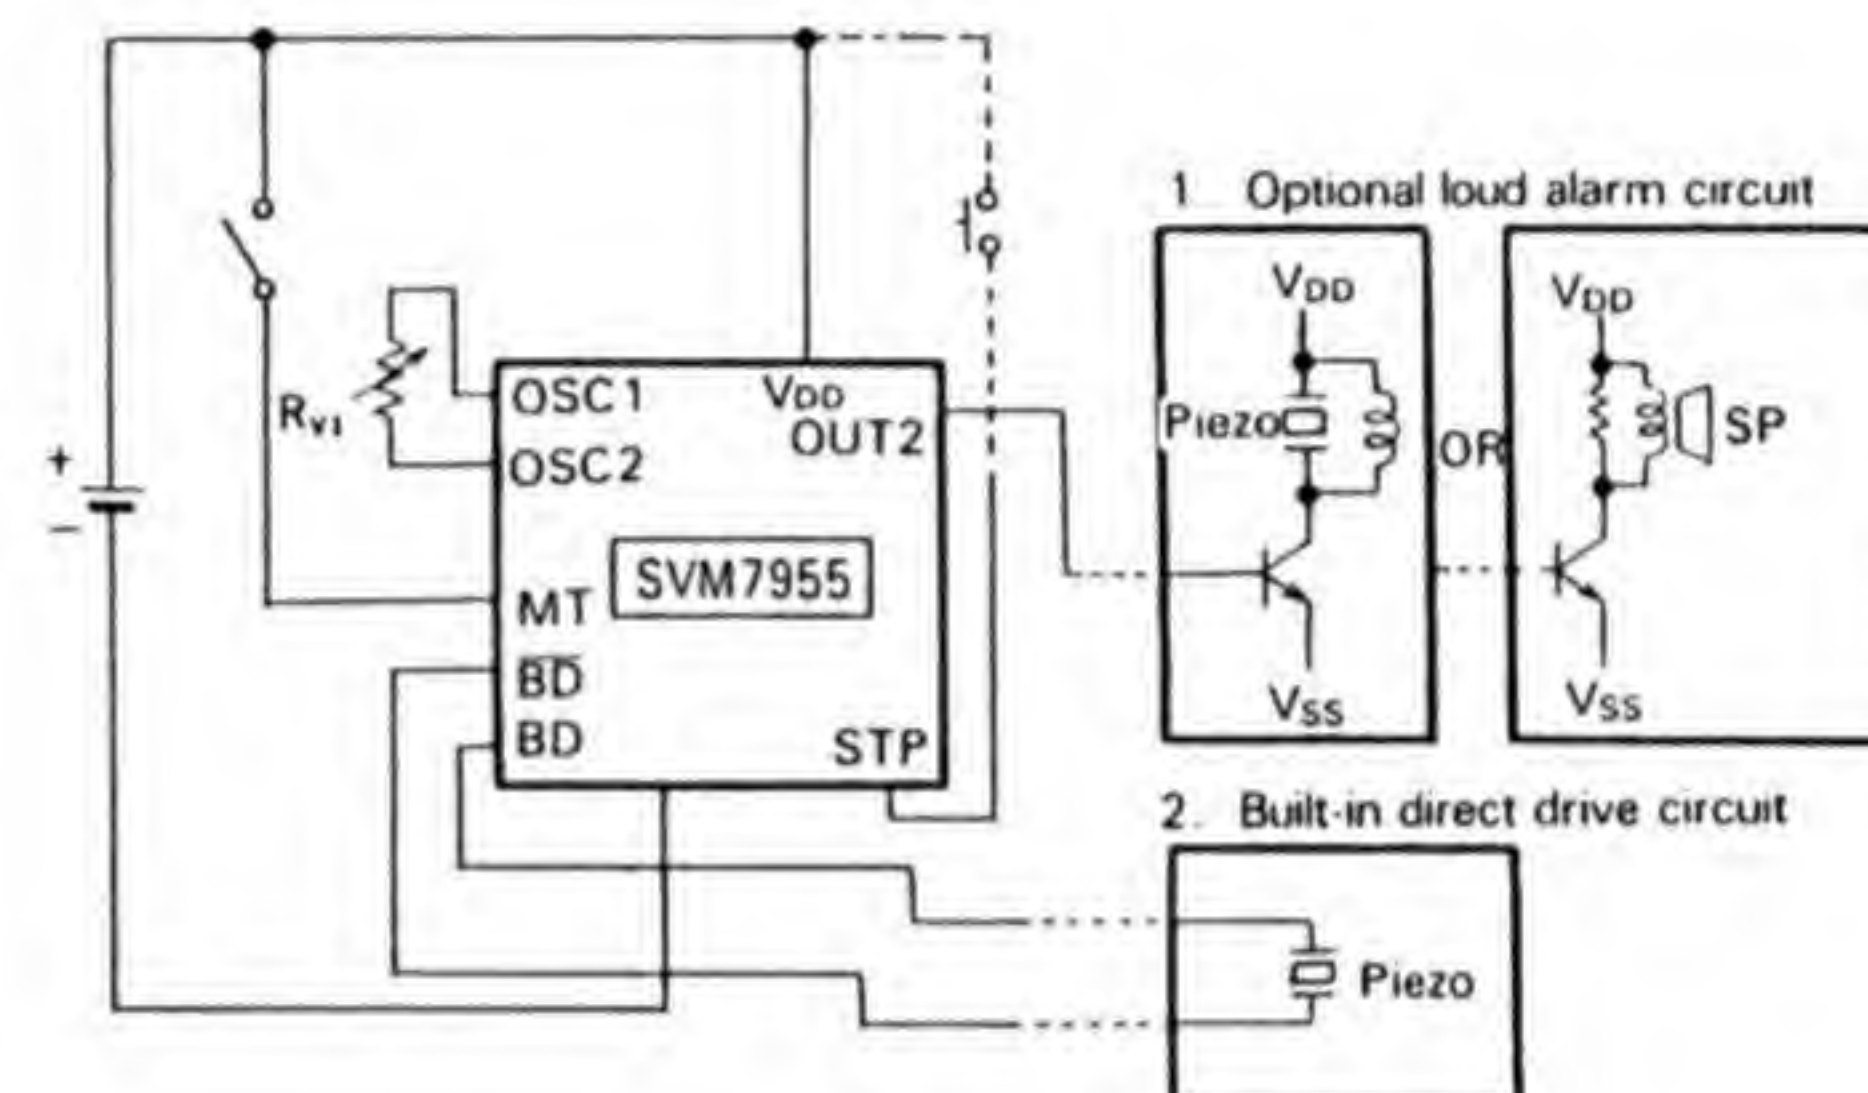 1. Optional loud alarm circuit
VDD
VDD
OSC1
VDD
RV1
Piezo
SP
OUT2
OR
+
OSC2
−
SVM7955
MT
B̅D̅
VSS
VSS
BD
STP
2. Built-in direct drive circuit
Piezo